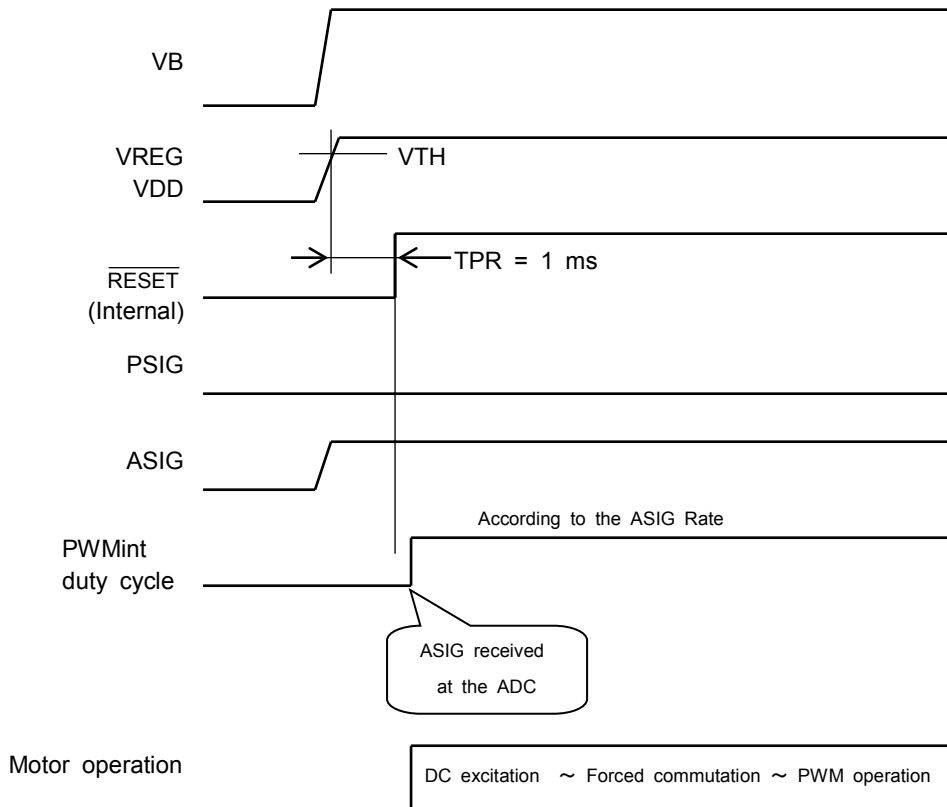 VB
VREG
VDD
VTH
TPR = 1 ms
RESET
(Internal)
PSIG
ASIG
According to the ASIG Rate
PWMint
duty cycle
ASIG received
at the ADC
Motor operation
DC excitation ～ Forced commutation ～ PWM operation